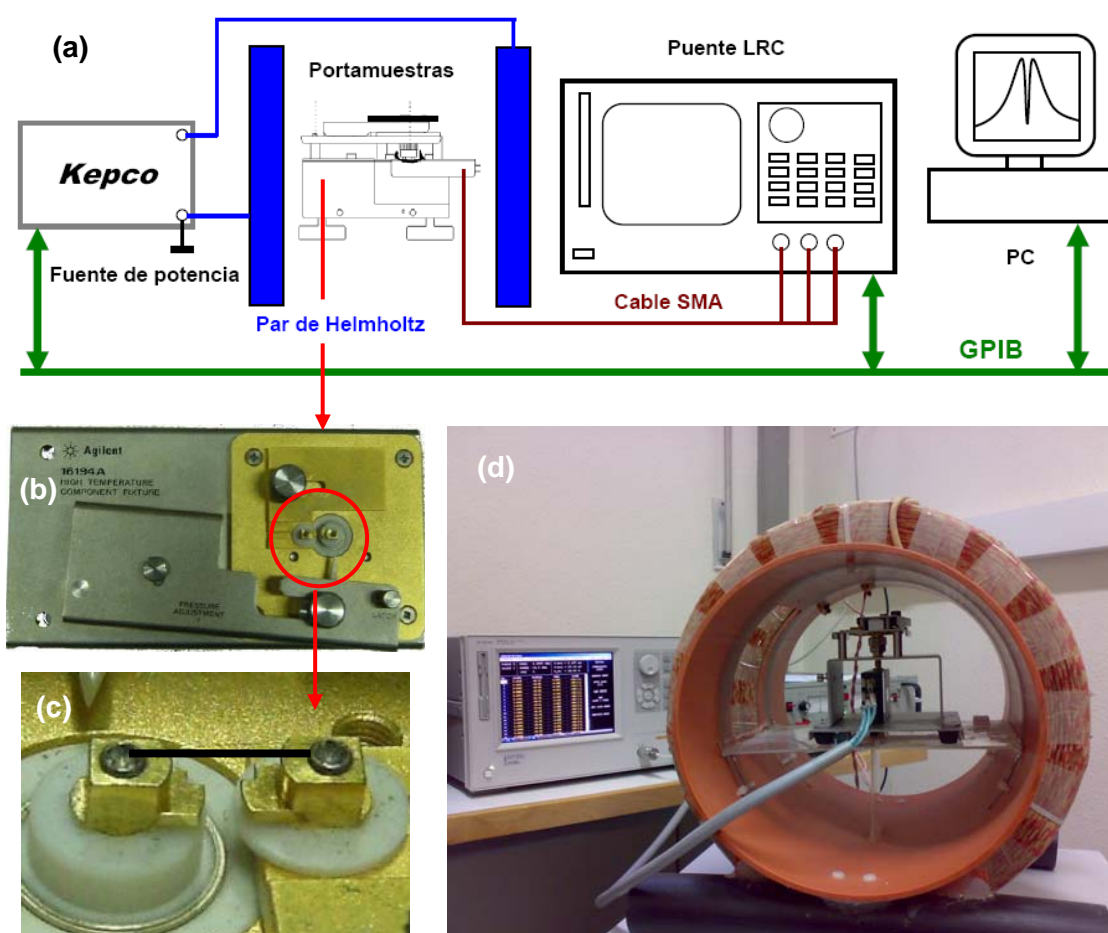 (a)
Puente LRC
Portamuestras
Kepco
Fuente de potencia
PC
Cable SMA
Par de Helmholtz
GPIB
(b)
Agilent
16194A
HIGH TEMPERATURE
COMPONENT FIXTURE
PRESSURE
ADJUSTMENT
(c)
(d)